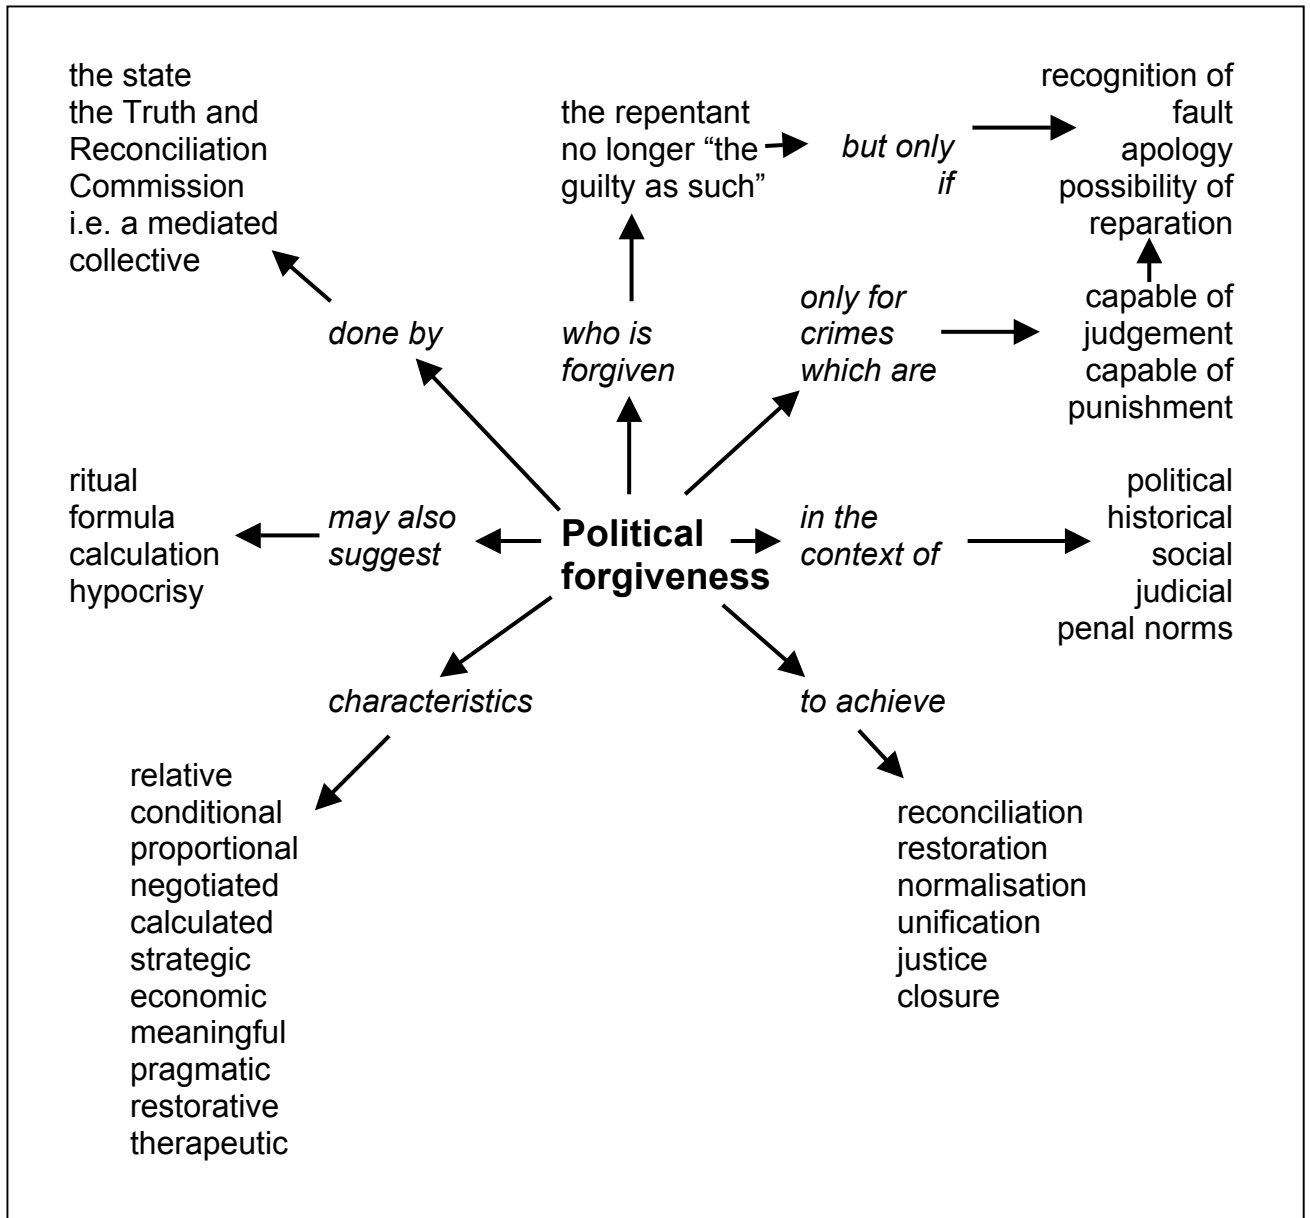 the state
the Truth and
Reconciliation
Commission
i.e. a mediated
collective
done by
the repentant
no longer “the
guilty as such”
who is
forgiven
but only
if
recognition of
fault
apology
possibility of
reparation
only for
crimes
which are
capable of
judgement
capable of
punishment
ritual
formula
calculation
hypocrisy
may also
suggest
Political
forgiveness
in the
context of
political
historical
social
judicial
penal norms
characteristics
relative
conditional
proportional
negotiated
calculated
strategic
economic
meaningful
pragmatic
restorative
therapeutic
to achieve
reconciliation
restoration
normalisation
unification
justice
closure